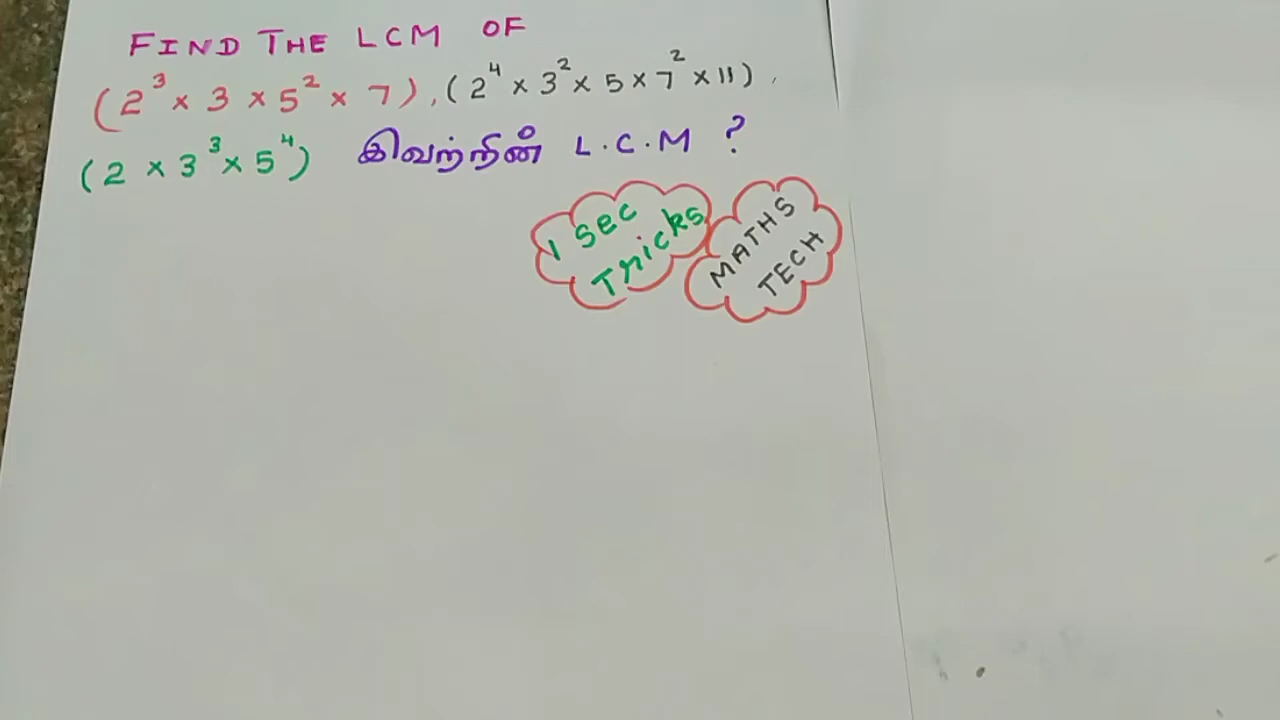 FIND THE LCM OF
(2³ × 3 × 5² × 7), (2⁴ × 3² × 5 × 7² × 11),
(2 × 3³ × 5⁴) இவற்றின் L.C.M ?
1 Sec
Tricks
MATHS
TECH